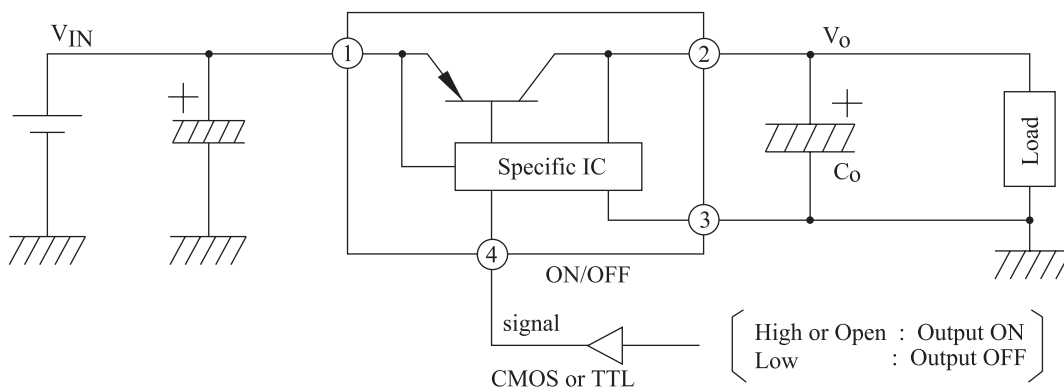 VIN
1
2
Vo
+
+
Specific IC
Co
Load
3
4
ON/OFF
signal
CMOS or TTL
High or Open : Output ON
Low : Output OFF